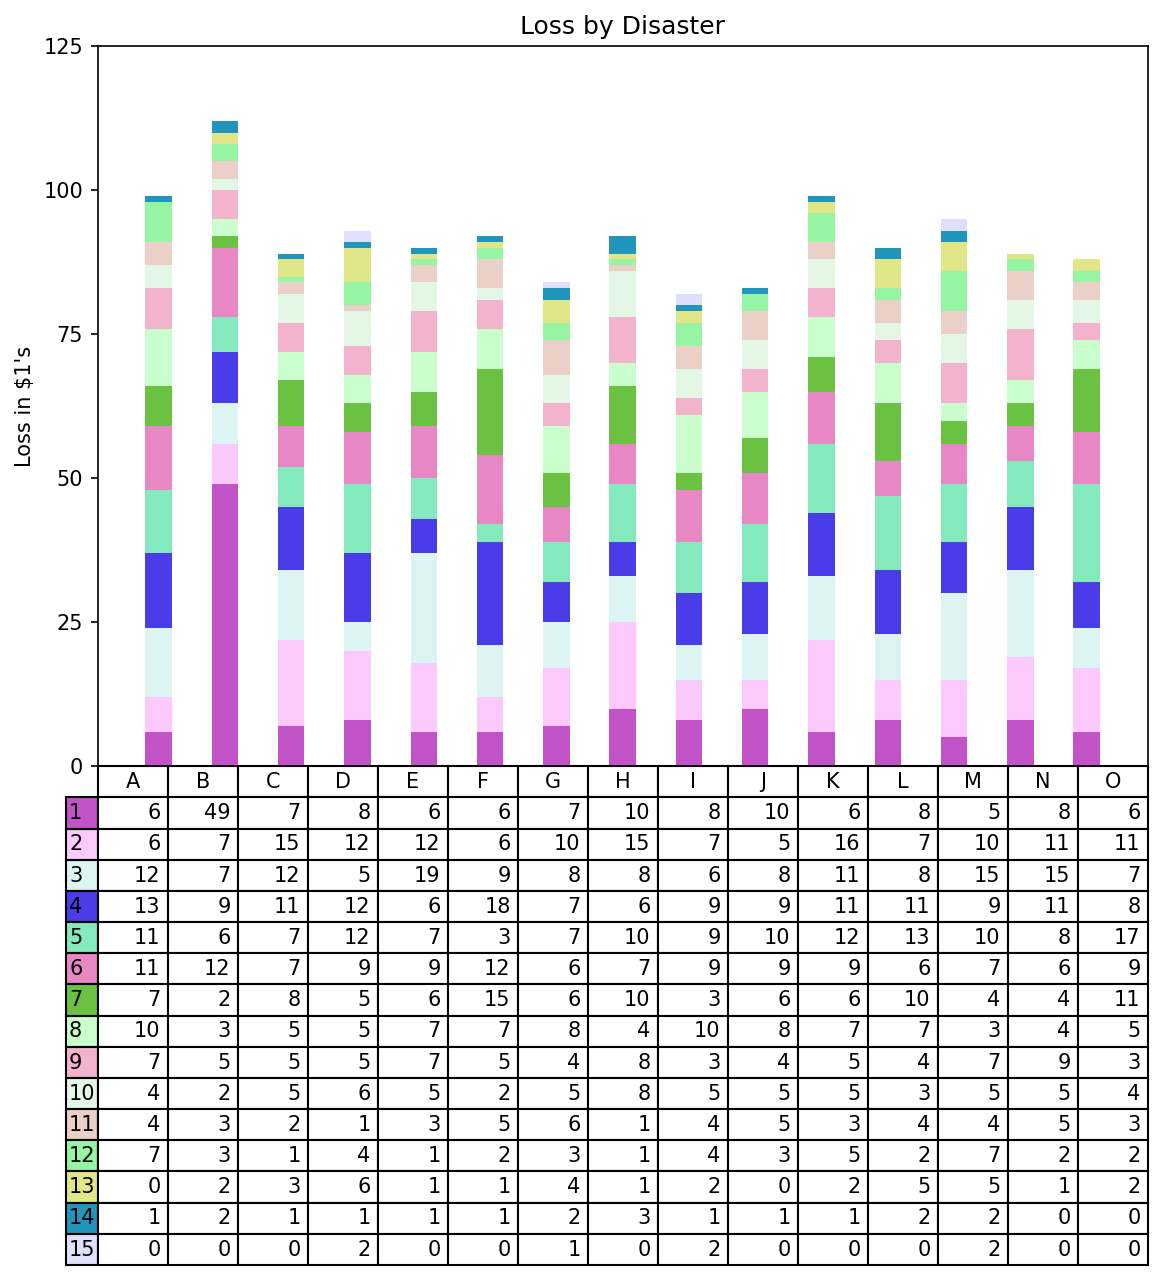 Loss by Disaster
125
100
75
50
25
0
Loss in $1's
A B C D E F G H I J K L M N O
1 6 49 7 8 6 6 7 10 8 10 6 8 5 8 6
2 6 7 15 12 12 6 10 15 7 5 16 7 10 11 11
3 12 7 12 5 19 9 8 8 6 8 11 8 15 15 7
4 13 9 11 12 6 18 7 6 9 9 11 11 9 11 8
5 11 6 7 12 7 3 7 10 9 10 12 13 10 8 17
6 11 12 7 9 9 12 6 7 9 9 9 6 7 6 9
7 7 2 8 5 6 15 6 10 3 6 6 10 4 4 11
8 10 3 5 5 7 7 8 4 10 8 7 7 3 4 5
9 7 5 5 5 7 5 4 8 3 4 5 4 7 9 3
10 4 2 5 6 5 2 5 8 5 5 5 3 5 5 4
11 4 3 2 1 3 5 6 1 4 5 3 4 4 5 3
12 7 3 1 4 1 2 3 1 4 3 5 2 7 2 2
13 0 2 3 6 1 1 4 1 2 0 2 5 5 1 2
14 1 2 1 1 1 1 2 3 1 1 1 2 2 0 0
15 0 0 0 2 0 0 1 0 2 0 0 0 2 0 0